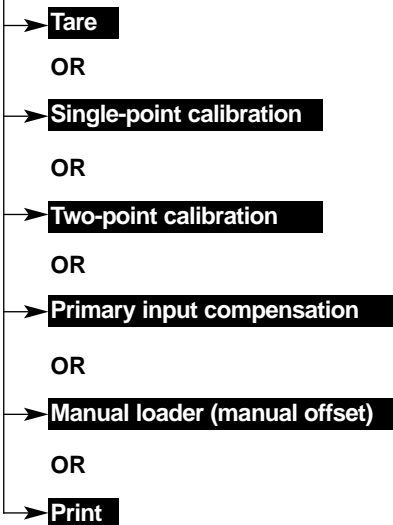 Tare
OR
Single-point calibration
OR
Two-point calibration
OR
Primary input compensation
OR
Manual loader (manual offset)
OR
Print